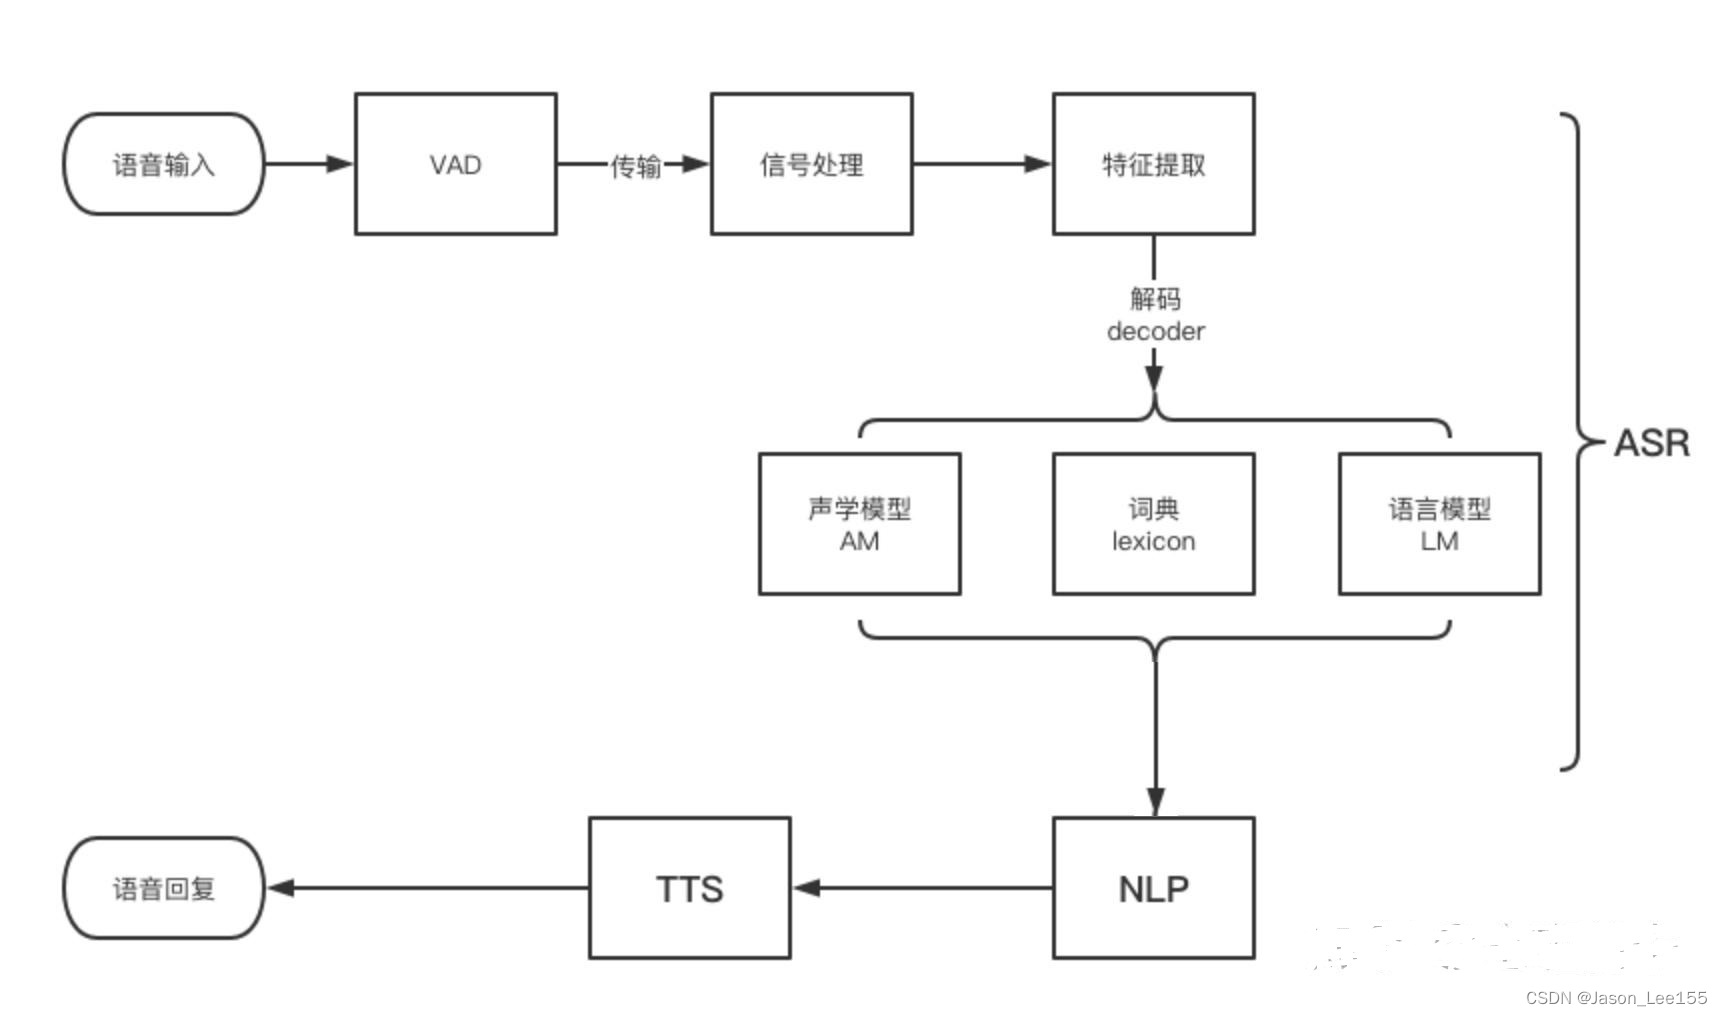 语音输入
VAD
传输
信号处理
特征提取
解码
decoder
ASR
声学模型
AM
词典
lexicon
语言模型
LM
语音回复
TTS
NLP
CSDN @Jason_Lee155